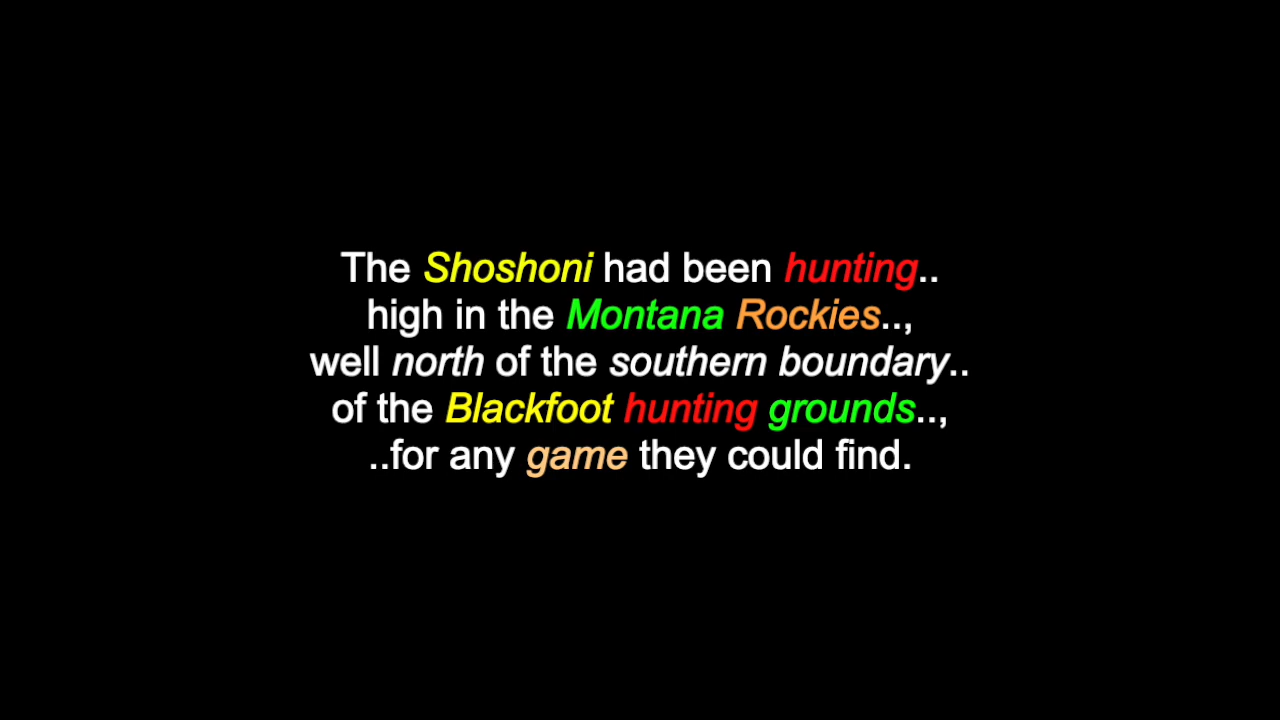 The Shoshoni had been hunting..
high in the Montana Rockies..,
well north of the southern boundary..
of the Blackfoot hunting grounds..,
..for any game they could find.